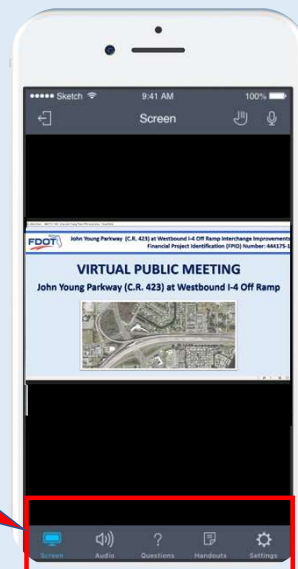 Sketch 9:41 AM 100%
Screen
FDOT
John Young Parkway (C.R. 423) at Westbound I-4 Off Ramp Interchange Improvements
Financial Project Identification (FPID) Number: 444175-1
VIRTUAL PUBLIC MEETING
John Young Parkway (C.R. 423) at Westbound I-4 Off Ramp
Screen Audio Questions Handouts Settings